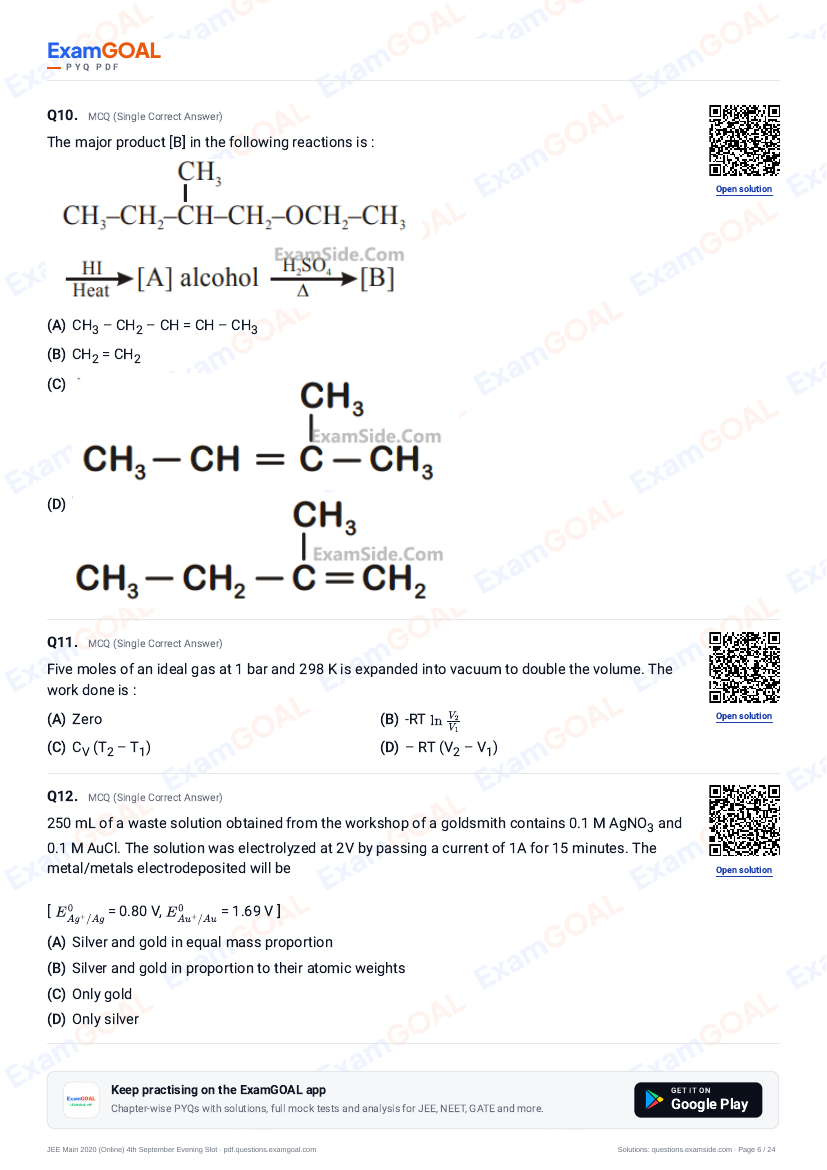 ExamGOAL
PYQ PDF
Q10. MCQ (Single Correct Answer)
The major product [B] in the following reactions is :
CH₃
CH₃–CH₂–CH–CH₂–OCH₂–CH₃
ExamSide.Com
HI H₂SO₄
[A] alcohol [B]
Heat Δ
Open solution
(A) CH₃ − CH₂ − CH = CH − CH₃
(B) CH₂ = CH₂
(C)
CH₃
ExamSide.Com
CH₃ — CH = C — CH₃
(D)
CH₃
ExamSide.Com
CH₃ — CH₂ — C = CH₂
Q11. MCQ (Single Correct Answer)
Five moles of an ideal gas at 1 bar and 298 K is expanded into vacuum to double the volume. The
work done is :
Open solution
(A) Zero (B) -RT ln V₂/V₁
(C) C_V (T₂ − T₁) (D) − RT (V₂ − V₁)
Q12. MCQ (Single Correct Answer)
250 mL of a waste solution obtained from the workshop of a goldsmith contains 0.1 M AgNO₃ and
0.1 M AuCl. The solution was electrolyzed at 2V by passing a current of 1A for 15 minutes. The
metal/metals electrodeposited will be
Open solution
[ E⁰_Ag⁺/Ag = 0.80 V, E⁰_Au⁺/Au = 1.69 V ]
(A) Silver and gold in equal mass proportion
(B) Silver and gold in proportion to their atomic weights
(C) Only gold
(D) Only silver
ExamGOAL
Keep practising on the ExamGOAL app
Chapter-wise PYQs with solutions, full mock tests and analysis for JEE, NEET, GATE and more.
GET IT ON
Google Play
JEE Main 2020 (Online) 4th September Evening Slot · pdf.questions.examgoal.com
Solutions: questions.examside.com · Page 6 / 24